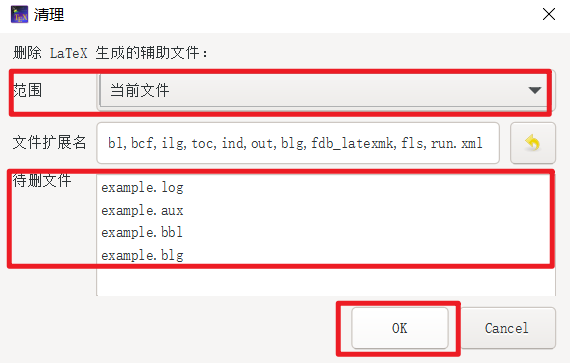 清理
删除 LaTeX 生成的辅助文件：
范围 当前文件
文件扩展名 bl,bcf,ilg,toc,ind,out,blg,fdb_latexmk,fls,run.xml
待删文件
example.log
example.aux
example.bbl
example.blg
OK Cancel